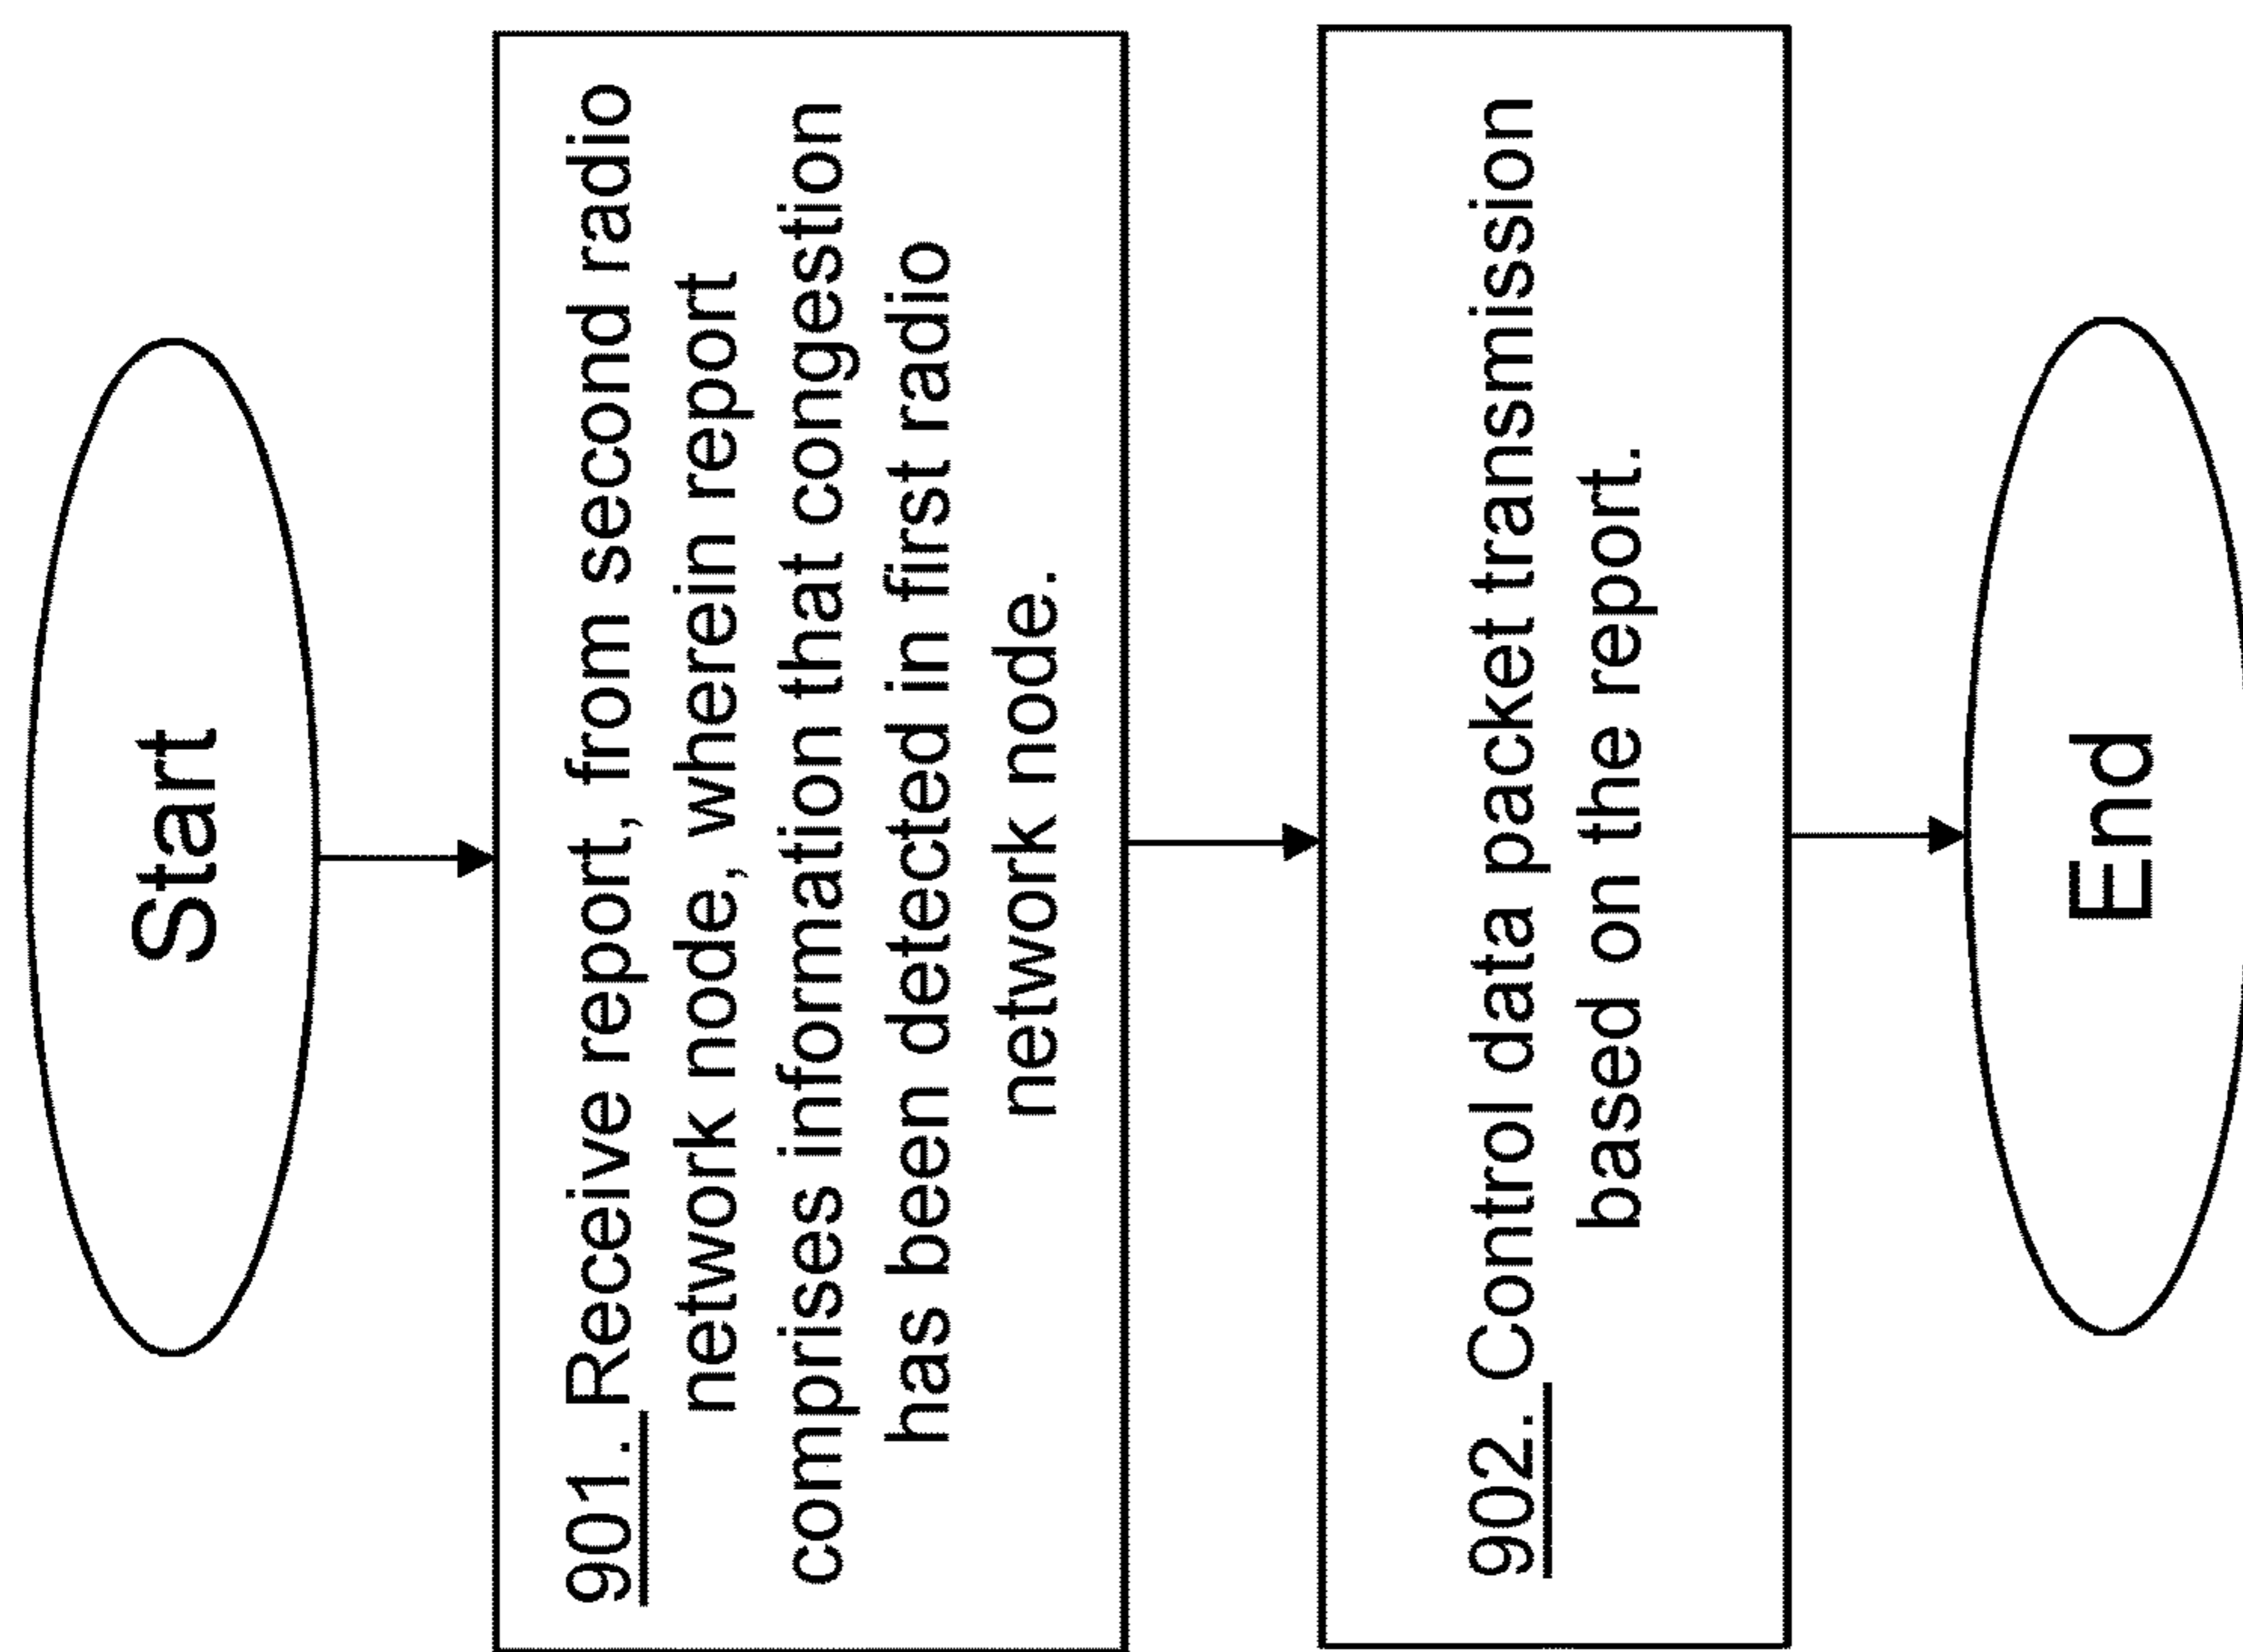 Start
901. Receive report, from second radio
network node, wherein report
comprises information that congestion
has been detected in first radio
network node.
902. Control data packet transmission
based on the report.
End